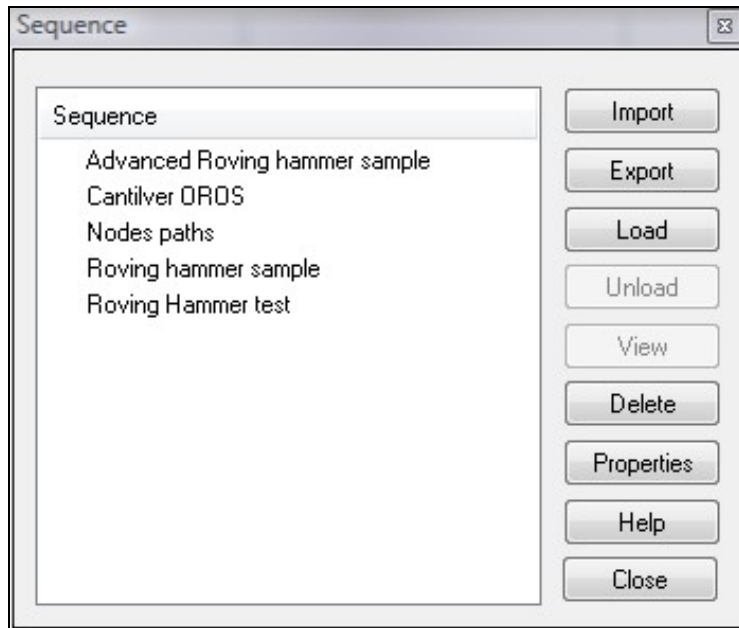 Sequence
Sequence
Advanced Roving hammer sample
Cantilver OROS
Nodes paths
Roving hammer sample
Roving Hammer test
Import
Export
Load
Unload
View
Delete
Properties
Help
Close